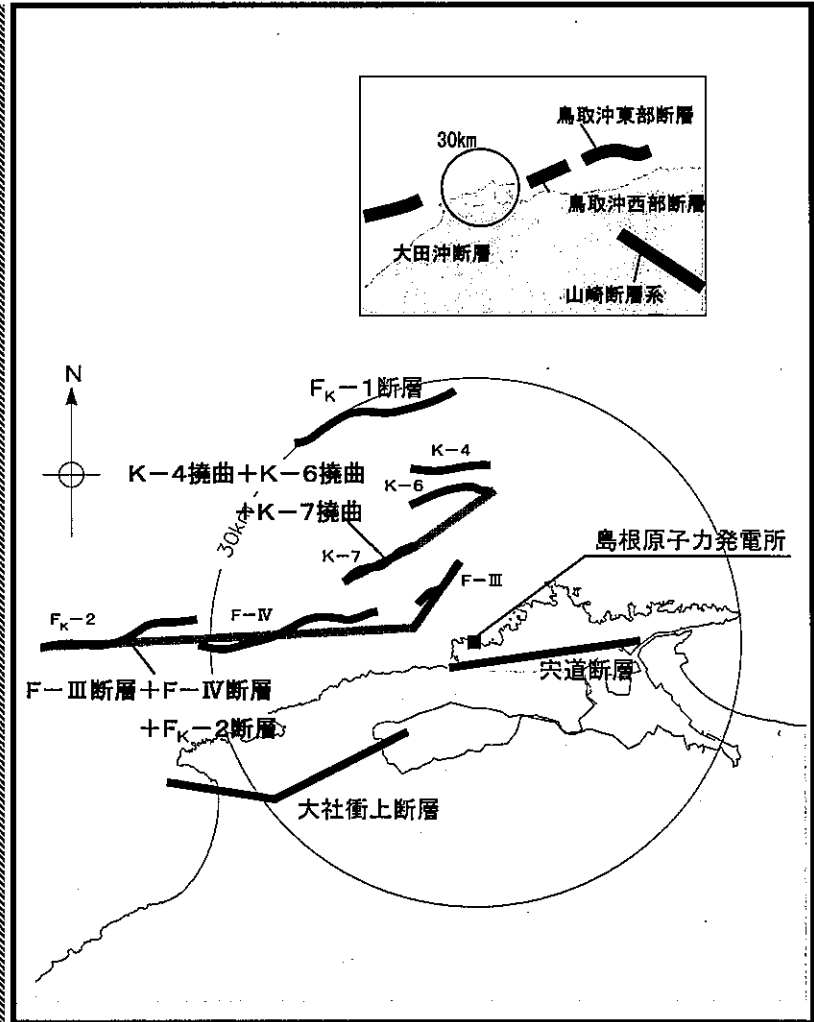 鳥取沖東部断層
30km
鳥取沖西部断層
大田沖断層
山崎断層系
N
FK-1断層
K-4
K-4撓曲+K-6撓曲
+K-7撓曲
K-6
30km
K-7
島根原子力発電所
F-Ⅲ
FK-2
F-Ⅳ
宍道断層
F-Ⅲ断層+F-Ⅳ断層
+FK-2断層
大社衝上断層